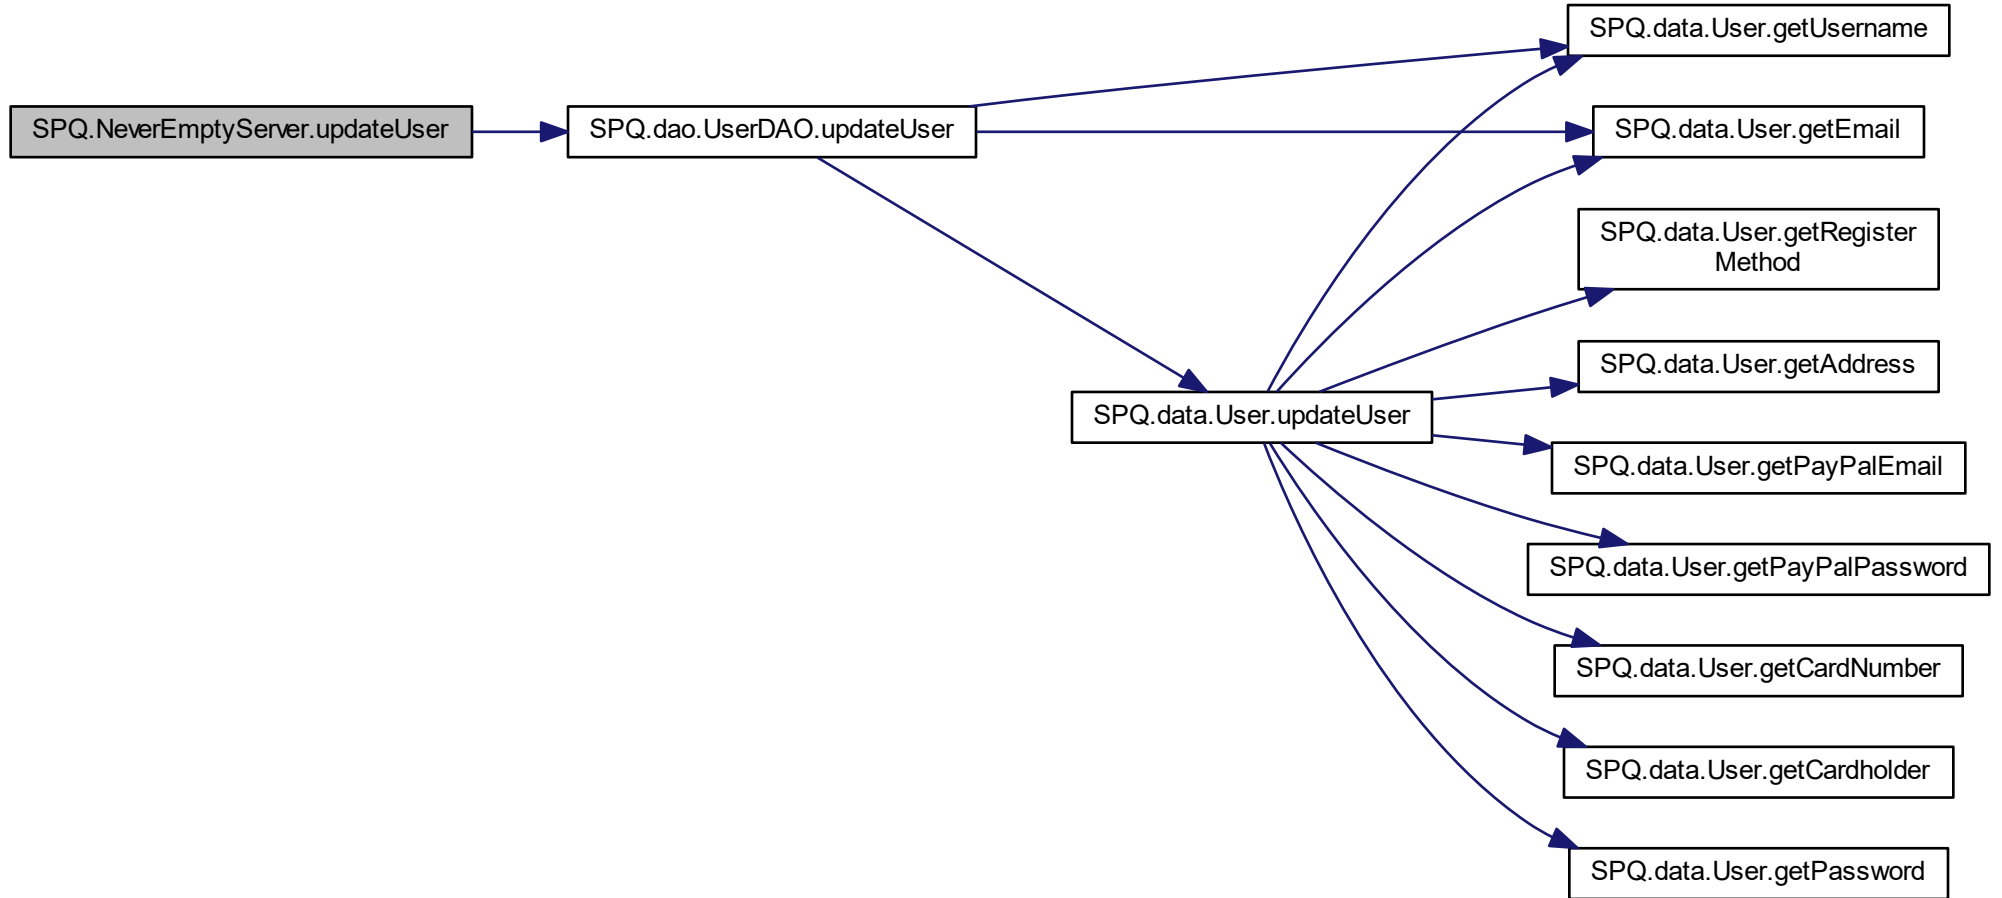 SPQ.NeverEmptyServer.updateUser
SPQ.dao.UserDAO.updateUser
SPQ.data.User.getUsername
SPQ.data.User.getEmail
SPQ.data.User.getRegister
Method
SPQ.data.User.getAddress
SPQ.data.User.updateUser
SPQ.data.User.getPayPalEmail
SPQ.data.User.getPayPalPassword
SPQ.data.User.getCardNumber
SPQ.data.User.getCardholder
SPQ.data.User.getPassword